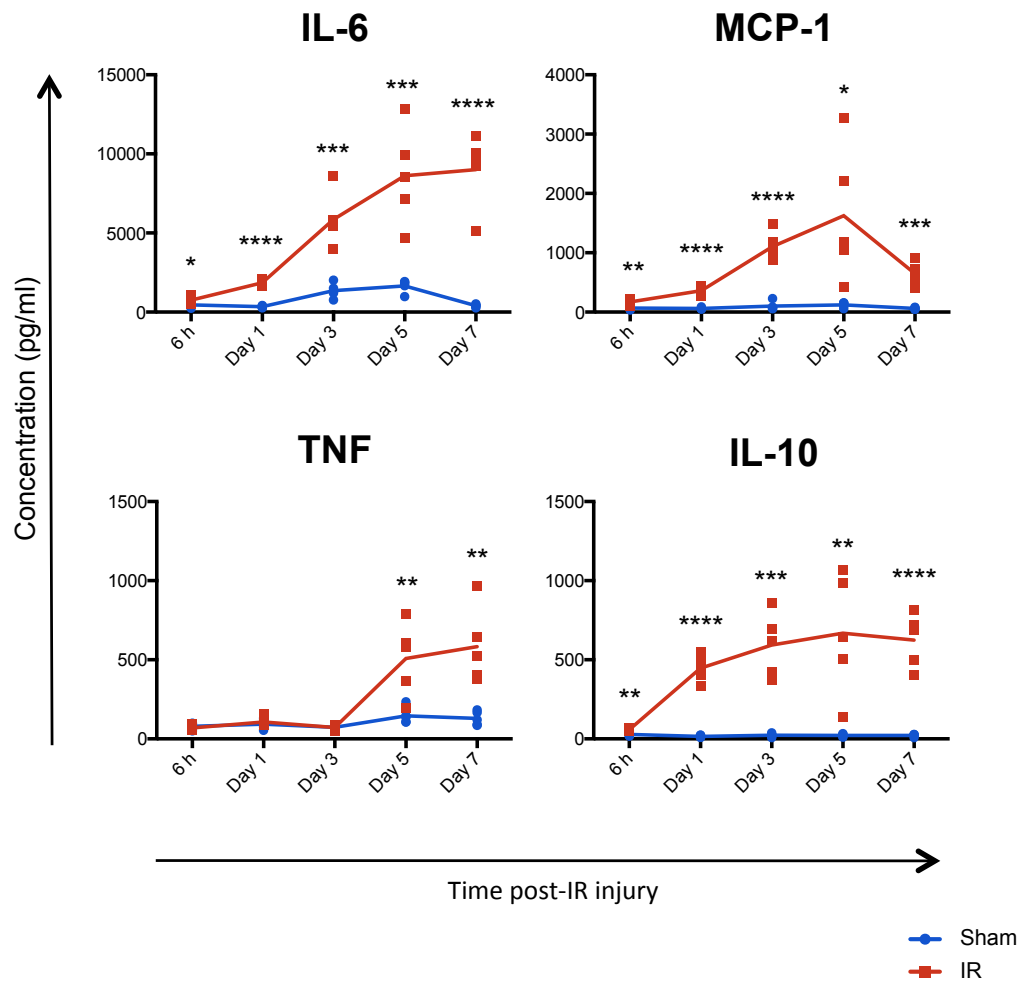 IL-6
MCP-1
15000
10000
5000
0
*
****
***
***
****
6 h
Day 1
Day 3
Day 5
Day 7
4000
3000
2000
1000
0
**
****
****
*
***
6 h
Day 1
Day 3
Day 5
Day 7
Concentration (pg/ml)
TNF
IL-10
1500
1000
500
0
**
**
6 h
Day 1
Day 3
Day 5
Day 7
1500
1000
500
0
**
****
***
**
****
6 h
Day 1
Day 3
Day 5
Day 7
Time post-IR injury
Sham
IR